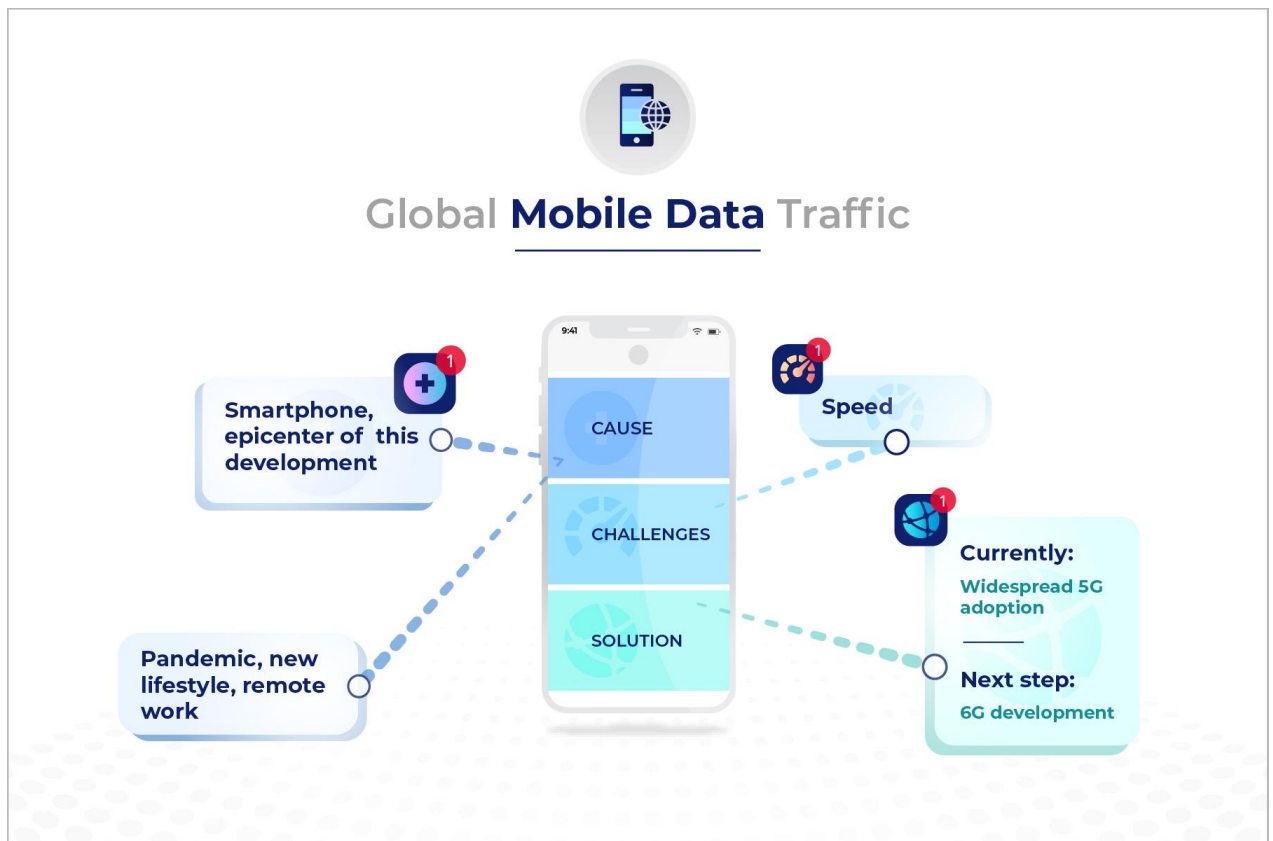 Global Mobile Data Traffic
9:41
1
Smartphone,
epicenter of this
development
Pandemic, new
lifestyle, remote
work
CAUSE
CHALLENGES
SOLUTION
1
Speed
1
Currently:
Widespread 5G
adoption
Next step:
6G development